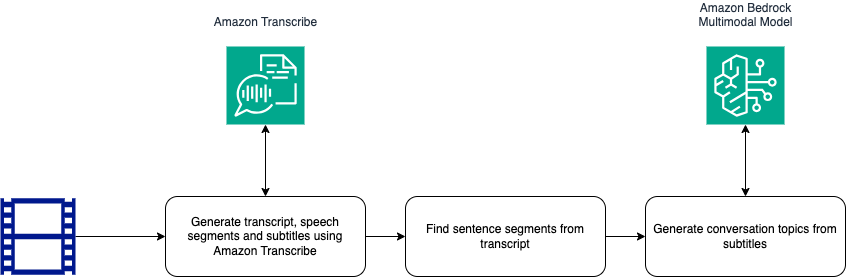 Amazon Transcribe
Amazon Bedrock
Multimodal Model
Generate transcript, speech
segments and subtitles using
Amazon Transcribe
Find sentence segments from
transcript
Generate conversation topics from
subtitles